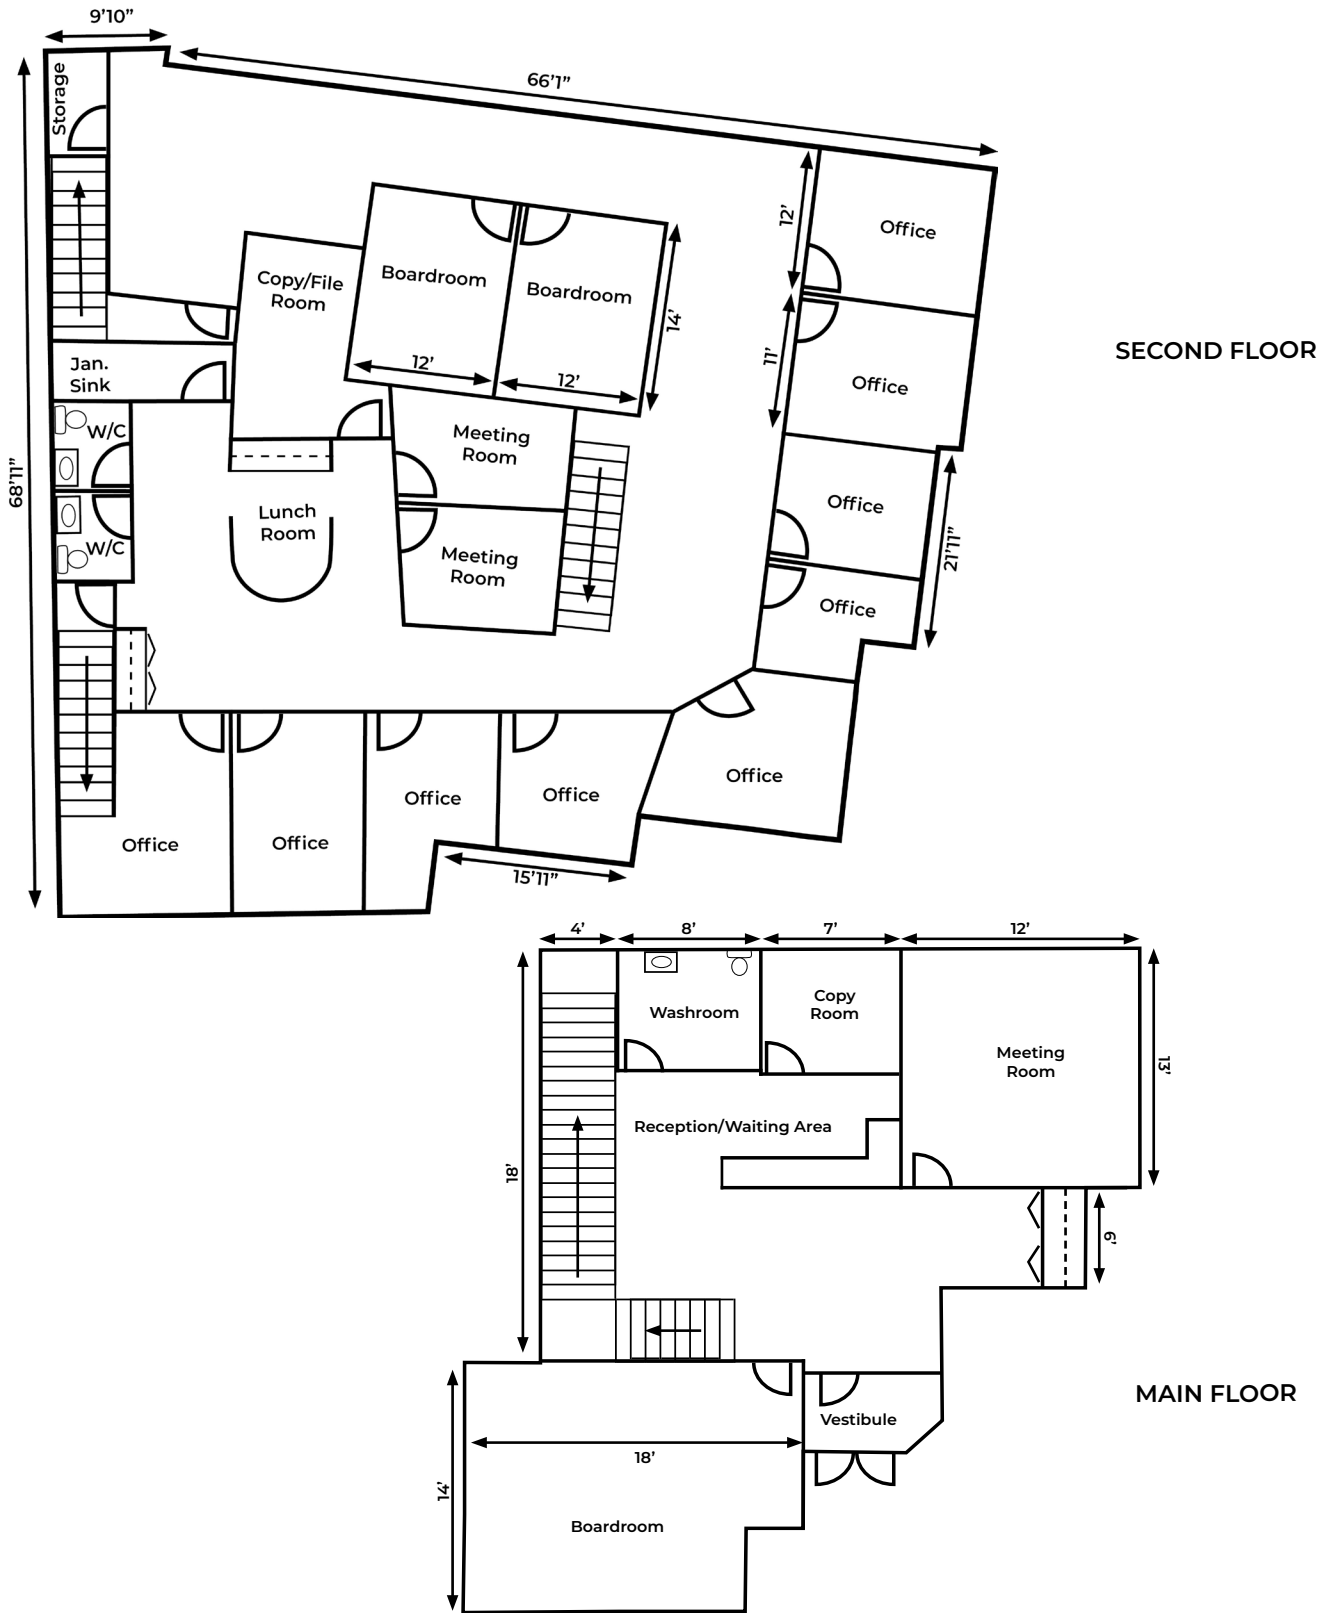 9'10”
66'1”
Storage
12'
Office
Boardroom
Boardroom
Copy/File
Room
14'
SECOND FLOOR
11'
Office
Jan.
Sink
12'
12'
W/C
Meeting
Room
68'11”
Lunch
Room
Office
W/C
Meeting
Room
21'11”
Office
Office
Office
Office
Office
Office
15'11”
4'
8'
7'
12'
Washroom
Copy
Room
Meeting
Room
13'
Reception/Waiting Area
18'
6'
MAIN FLOOR
Vestibule
18'
14'
Boardroom